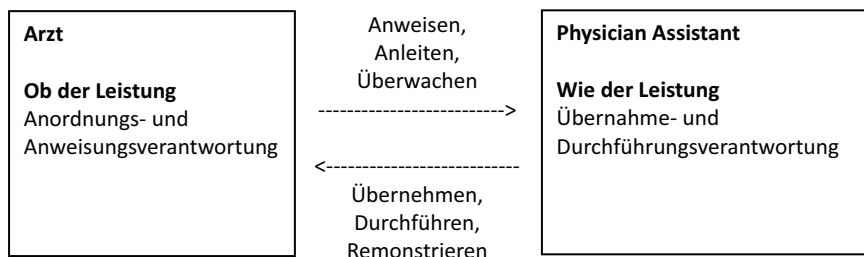 Arzt
Ob der Leistung
Anordnungs- und
Anweisungsverantwortung
Anweisen,
Anleiten,
Überwachen
------------------------->
<-------------------------
Übernehmen,
Durchführen,
Remonstrieren
Physician Assistant
Wie der Leistung
Übernahme- und
Durchführungsverantwortung